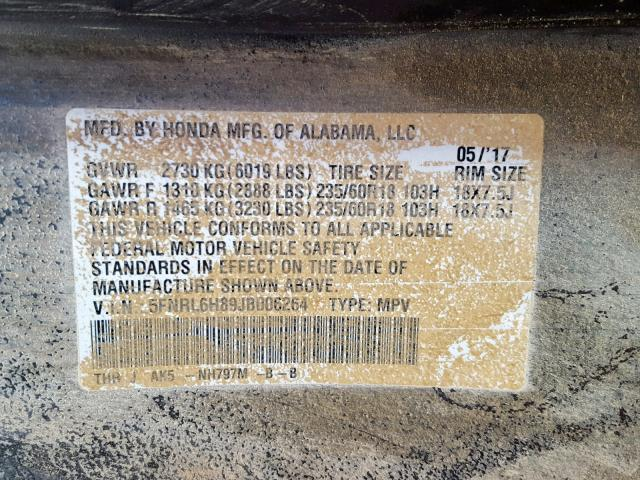 MFD. BY HONDA MFG. OF ALABAMA, LLC
05/'17
GVWR 2730 KG (6019 LBS) TIRE SIZE RIM SIZE
GAWR F 1310 KG (2888 LBS) 235/60R18 103H 18X7.5J
GAWR R 1465 KG (3230 LBS) 235/60R18 103H 18X7.5J
THIS VEHICLE CONFORMS TO ALL APPLICABLE
FEDERAL MOTOR VEHICLE SAFETY
STANDARDS IN EFFECT ON THE DATE OF
MANUFACTURE SHOWN ABOVE.
V.I.N. 5FNRL6H89JB006264 TYPE: MPV
THR AK5 -NH797M -B-B